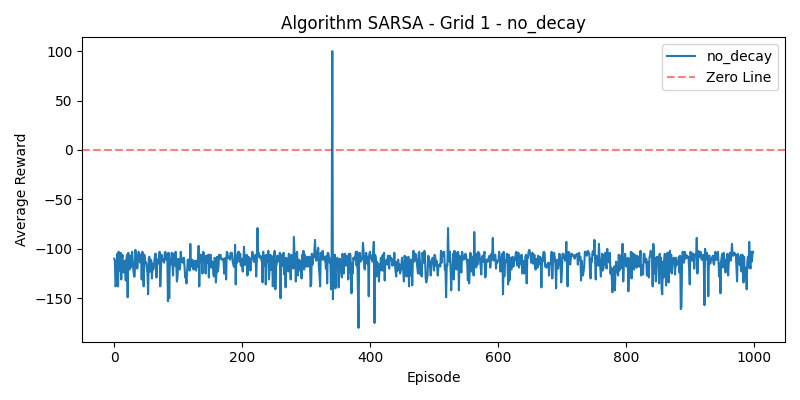 Algorithm SARSA - Grid 1 - no_decay
no_decay
Zero Line
100
50
0
−50
−100
−150
Average Reward
0
200
400
600
800
1000
Episode